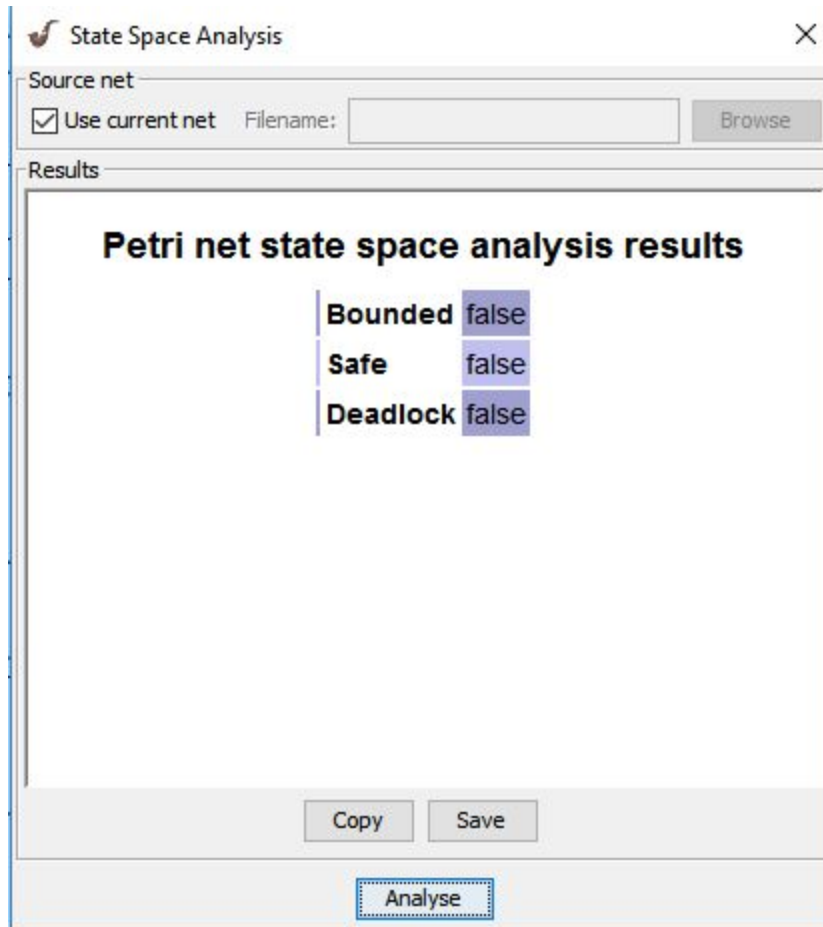 State Space Analysis
Source net
Use current net Filename: Browse
Results
Petri net state space analysis results
Bounded false
Safe false
Deadlock false
Copy Save
Analyse